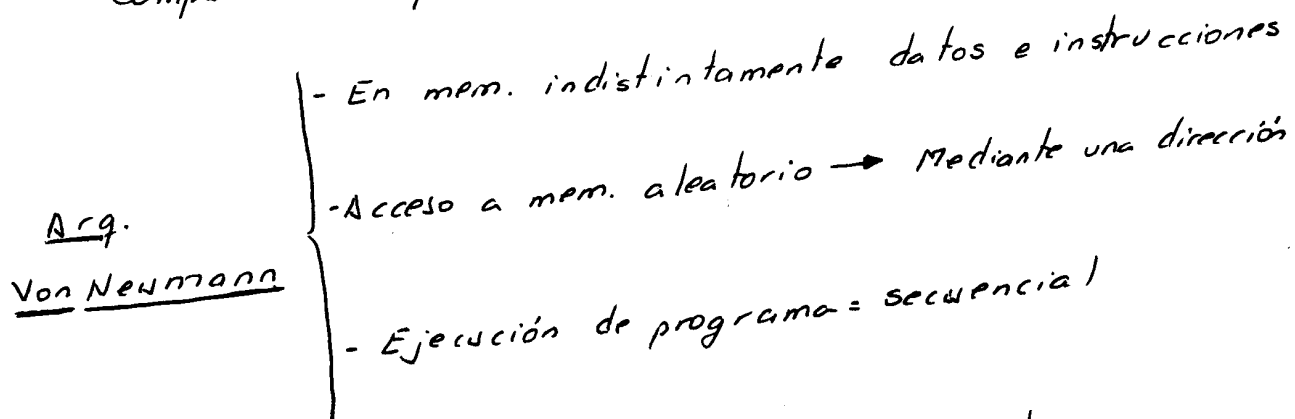 - En mem. indistintamente datos e instrucciones
- Acceso a mem. aleatorio → Mediante una dirección
Arq.
Von Neumann
- Ejecución de programa = secuencial